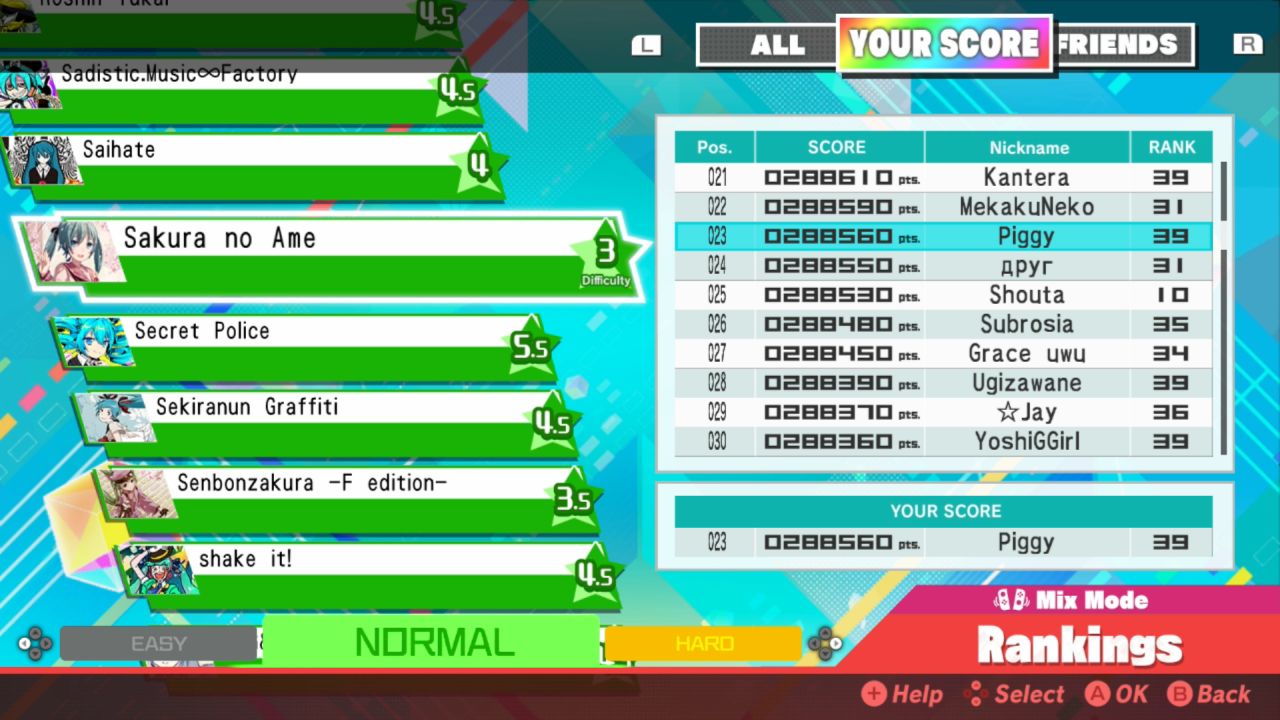 4.5
Sadistic.Music∞Factory
4.5
Saihate
4
Sakura no Ame
3
Difficulty
Secret Police
5.5
Sekiranun Graffiti
4.5
Senbonzakura -F edition-
3.5
shake it!
4.5
EASY
NORMAL
HARD
L
ALL
YOUR SCORE
FRIENDS
R
Pos. SCORE Nickname RANK
021 0288610 pts. Kantera 39
022 0288590 pts. MekakuNeko 31
023 0288560 pts. Piggy 39
024 0288550 pts. друг 31
025 0288530 pts. Shouta 10
026 0288480 pts. Subrosia 35
027 0288450 pts. Grace uwu 34
028 0288390 pts. Ugizawane 39
029 0288370 pts. ☆Jay 36
030 0288360 pts. YoshiGGirl 39
YOUR SCORE
023 0288560 pts. Piggy 39
Mix Mode
Rankings
+ Help Select A OK B Back